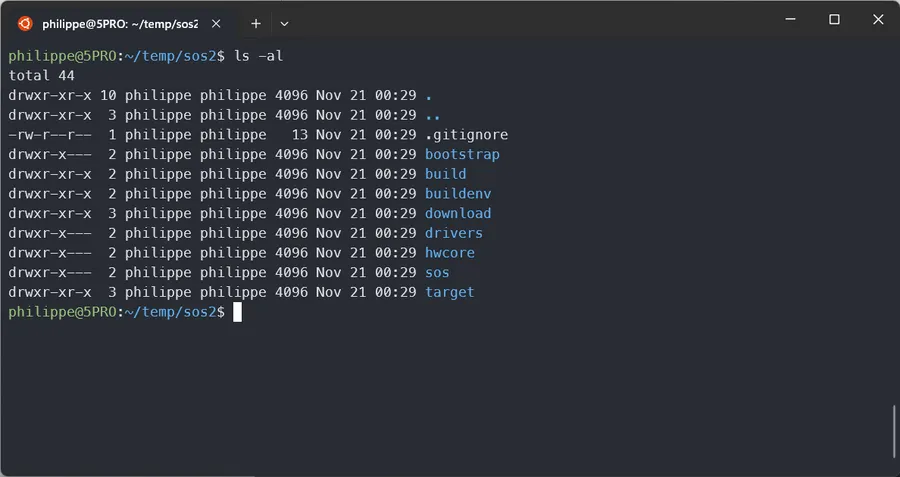 philippe@5PRO: ~/temp/sos2
philippe@5PRO:~/temp/sos2$ ls -al
total 44
drwxr-xr-x 10 philippe philippe 4096 Nov 21 00:29 .
drwxr-xr-x  3 philippe philippe 4096 Nov 21 00:29 ..
-rw-r--r--  1 philippe philippe   13 Nov 21 00:29 .gitignore
drwxr-x---  2 philippe philippe 4096 Nov 21 00:29 bootstrap
drwxr-xr-x  2 philippe philippe 4096 Nov 21 00:29 build
drwxr-xr-x  2 philippe philippe 4096 Nov 21 00:29 buildenv
drwxr-xr-x  3 philippe philippe 4096 Nov 21 00:29 download
drwxr-x---  2 philippe philippe 4096 Nov 21 00:29 drivers
drwxr-x---  2 philippe philippe 4096 Nov 21 00:29 hwcore
drwxr-x---  2 philippe philippe 4096 Nov 21 00:29 sos
drwxr-xr-x  3 philippe philippe 4096 Nov 21 00:29 target
philippe@5PRO:~/temp/sos2$